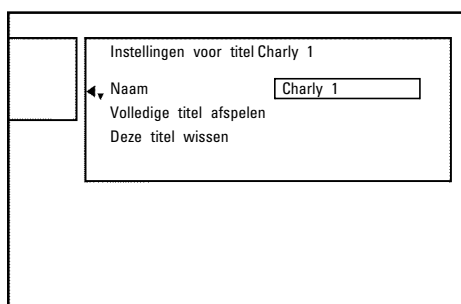 Instellingen voor titel Charly 1
Naam Charly 1
Volledige titel afspelen
Deze titel wissen